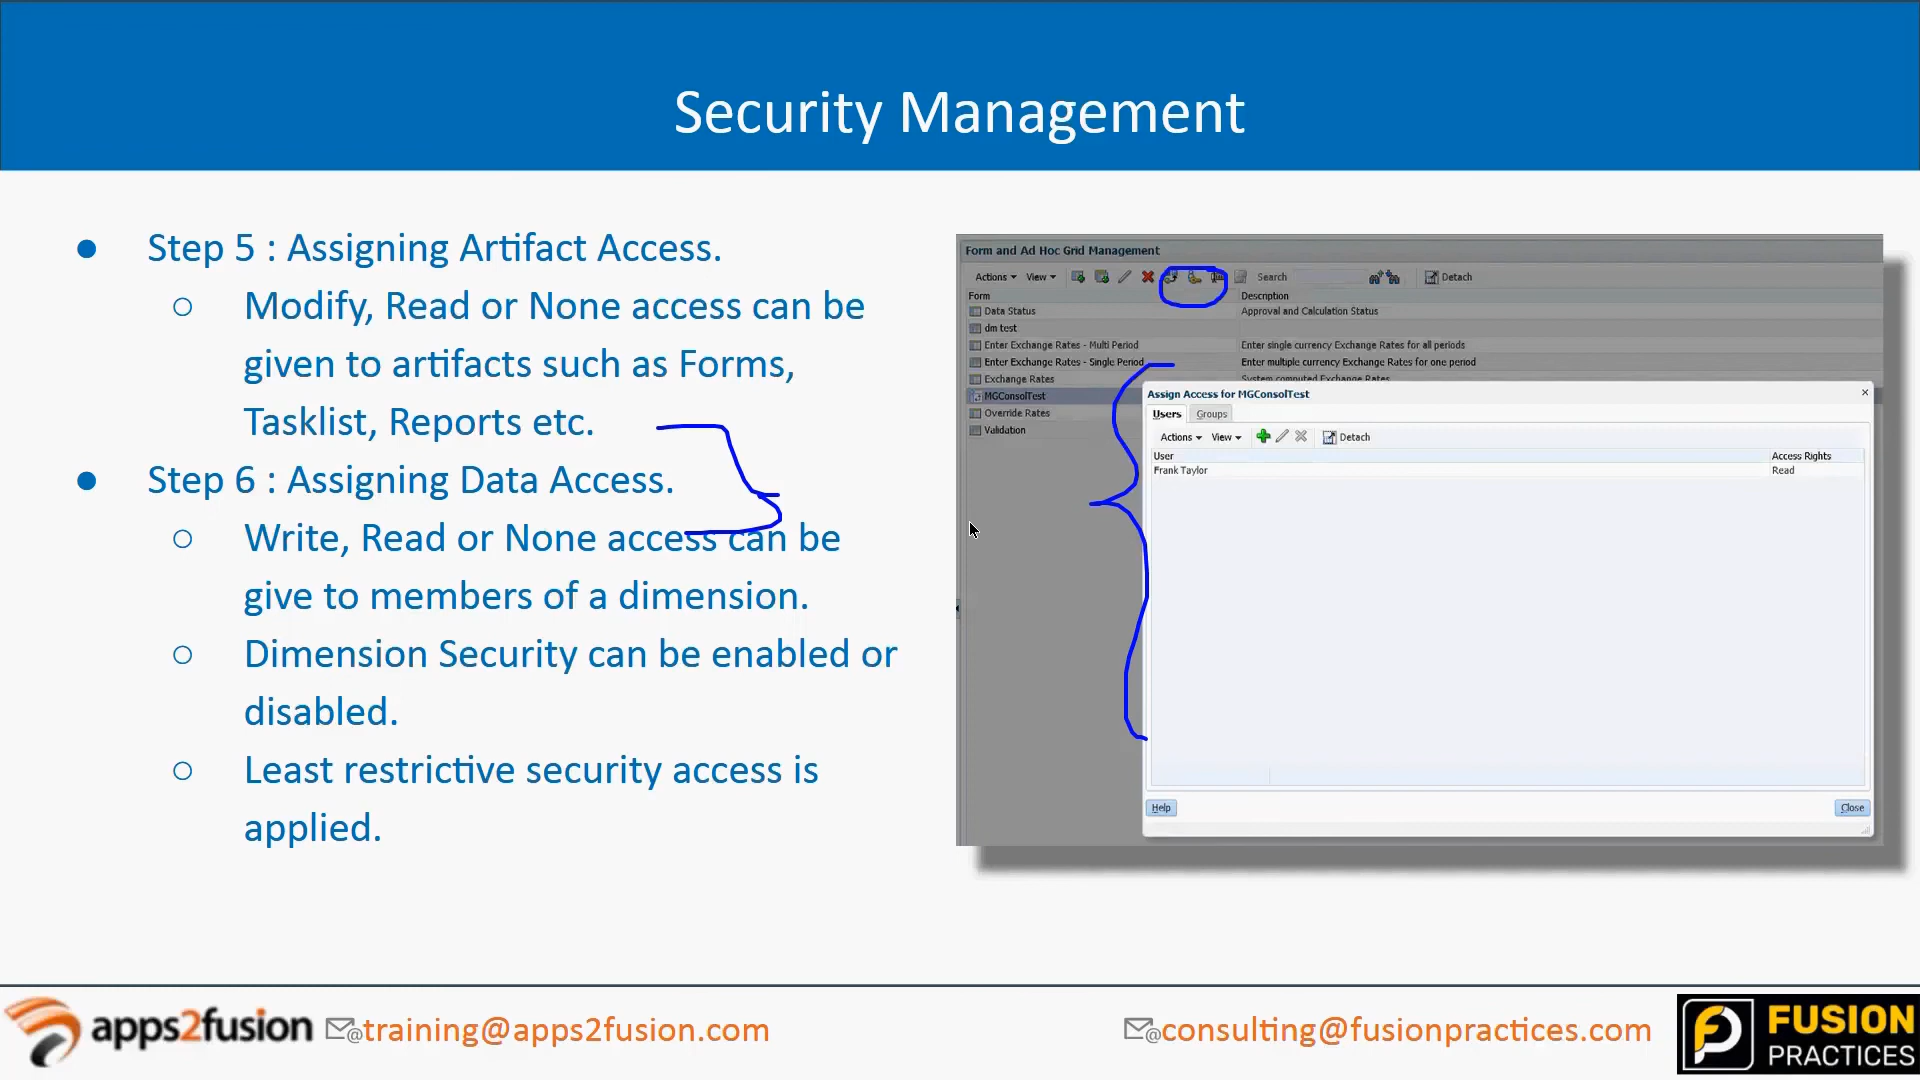 Security Management
● Step 5 : Assigning Artifact Access.
○ Modify, Read or None access can be
given to artifacts such as Forms,
Tasklist, Reports etc.
● Step 6 : Assigning Data Access.
○ Write, Read or None access can be
give to members of a dimension.
○ Dimension Security can be enabled or
disabled.
○ Least restrictive security access is
applied.
Form and Ad Hoc Grid Management
Actions View Search Detach
Form Description
Data Status Approval and Calculation Status
dm test
Enter Exchange Rates - Multi Period Enter single currency Exchange Rates for all periods
Enter Exchange Rates - Single Period Enter multiple currency Exchange Rates for one period
Exchange Rates System computed Exchange Rates
MGConsolTest
Override Rates
Validation
Assign Access for MGConsolTest
Users Groups
Actions View Detach
User Access Rights
Frank Taylor Read
Help Close
apps2fusion training@apps2fusion.com consulting@fusionpractices.com FUSION
PRACTICES